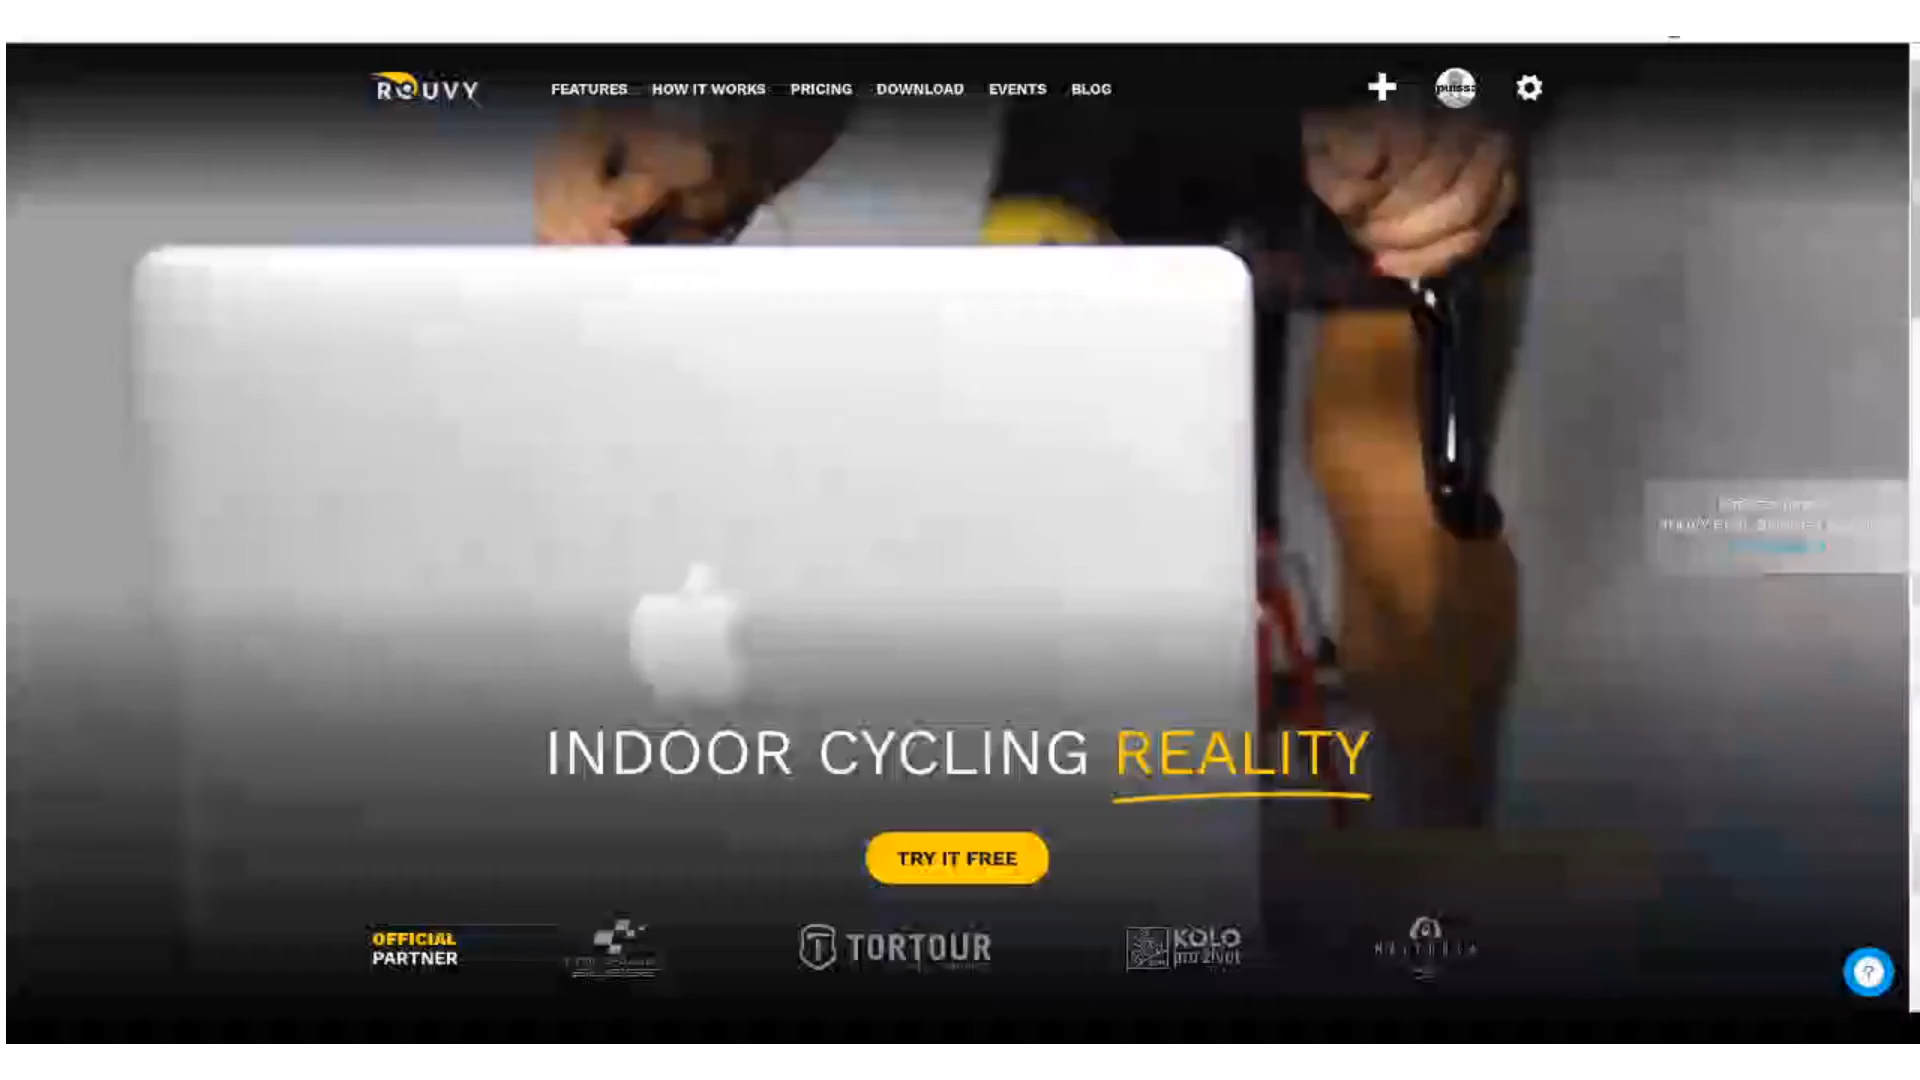 ROUVY
FEATURES HOW IT WORKS PRICING DOWNLOAD EVENTS BLOG
INDOOR CYCLING REALITY
TRY IT FREE
OFFICIAL
PARTNER
TORTOUR
KOLO
pro život
?